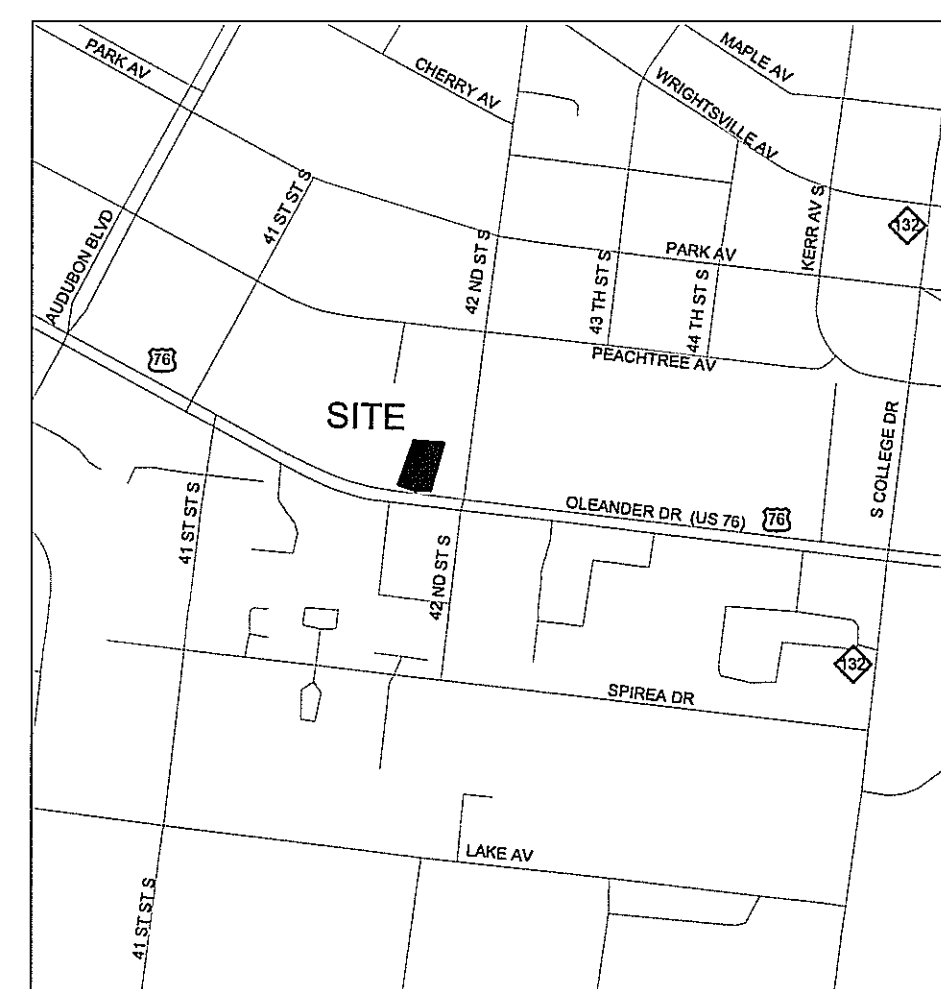 MAPLE AV
PARK AV
CHERRY AV
WRIGHTSVILLE AV
41 ST ST S
AUDUBON BLVD
KERR AV S
132
42 ND ST S
PARK AV
43 TH ST S
44 TH ST S
76
PEACHTREE AV
SITE
S COLLEGE DR
41 ST ST S
OLEANDER DR (US 76)
76
42 ND ST S
132
SPIREA DR
LAKE AV
41 ST ST S